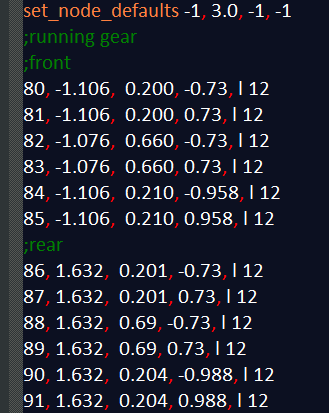 set_node_defaults -1, 3.0, -1, -1
;running gear
;front
80, -1.106,  0.200, -0.73, l 12
81, -1.106,  0.200, 0.73, l 12
82, -1.076,  0.660, -0.73, l 12
83, -1.076,  0.660, 0.73, l 12
84, -1.106,  0.210, -0.958, l 12
85, -1.106,  0.210, 0.958, l 12
;rear
86, 1.632,  0.201, -0.73, l 12
87, 1.632,  0.201, 0.73, l 12
88, 1.632,  0.69, -0.73, l 12
89, 1.632,  0.69, 0.73, l 12
90, 1.632,  0.204, -0.988, l 12
91, 1.632,  0.204, 0.988, l 12